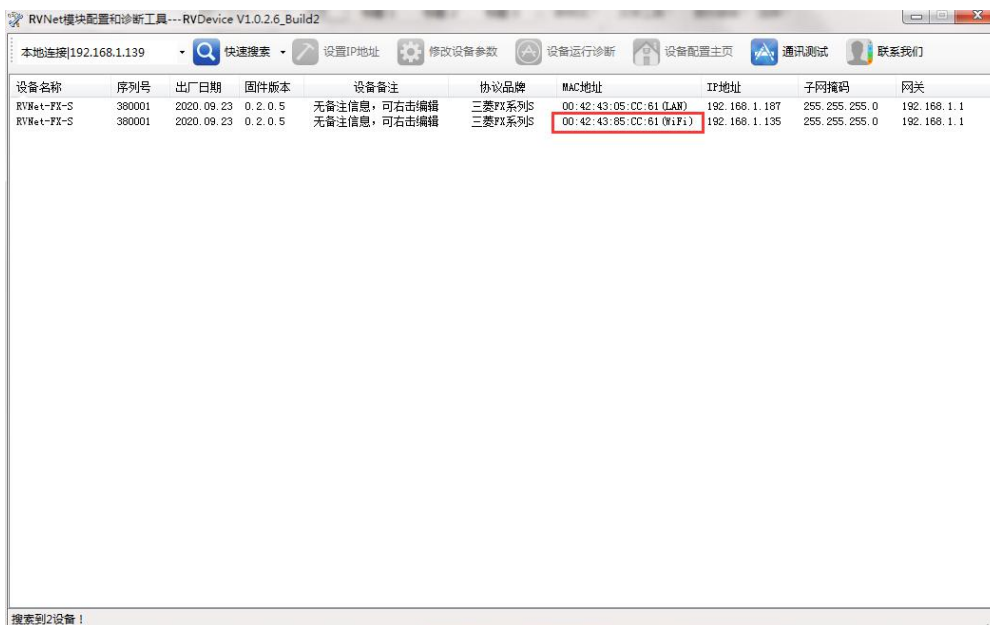 RVNet模块配置和诊断工具---RVDevice V1.0.2.6_Build2
本地连接|192.168.1.139 快速搜索 设置IP地址 修改设备参数 设备运行诊断 设备配置主页 通讯测试 联系我们
设备名称 序列号 出厂日期 固件版本 设备备注 协议品牌 MAC地址 IP地址 子网掩码 网关
RVNet-FX-S 380001 2020.09.23 0.2.0.5 无备注信息，可右击编辑 三菱FX系列S 00:42:43:05:CC:61(LAN) 192.168.1.187 255.255.255.0 192.168.1.1
RVNet-FX-S 380001 2020.09.23 0.2.0.5 无备注信息，可右击编辑 三菱FX系列S 00:42:43:85:CC:61(WiFi) 192.168.1.135 255.255.255.0 192.168.1.1
搜索到2设备！